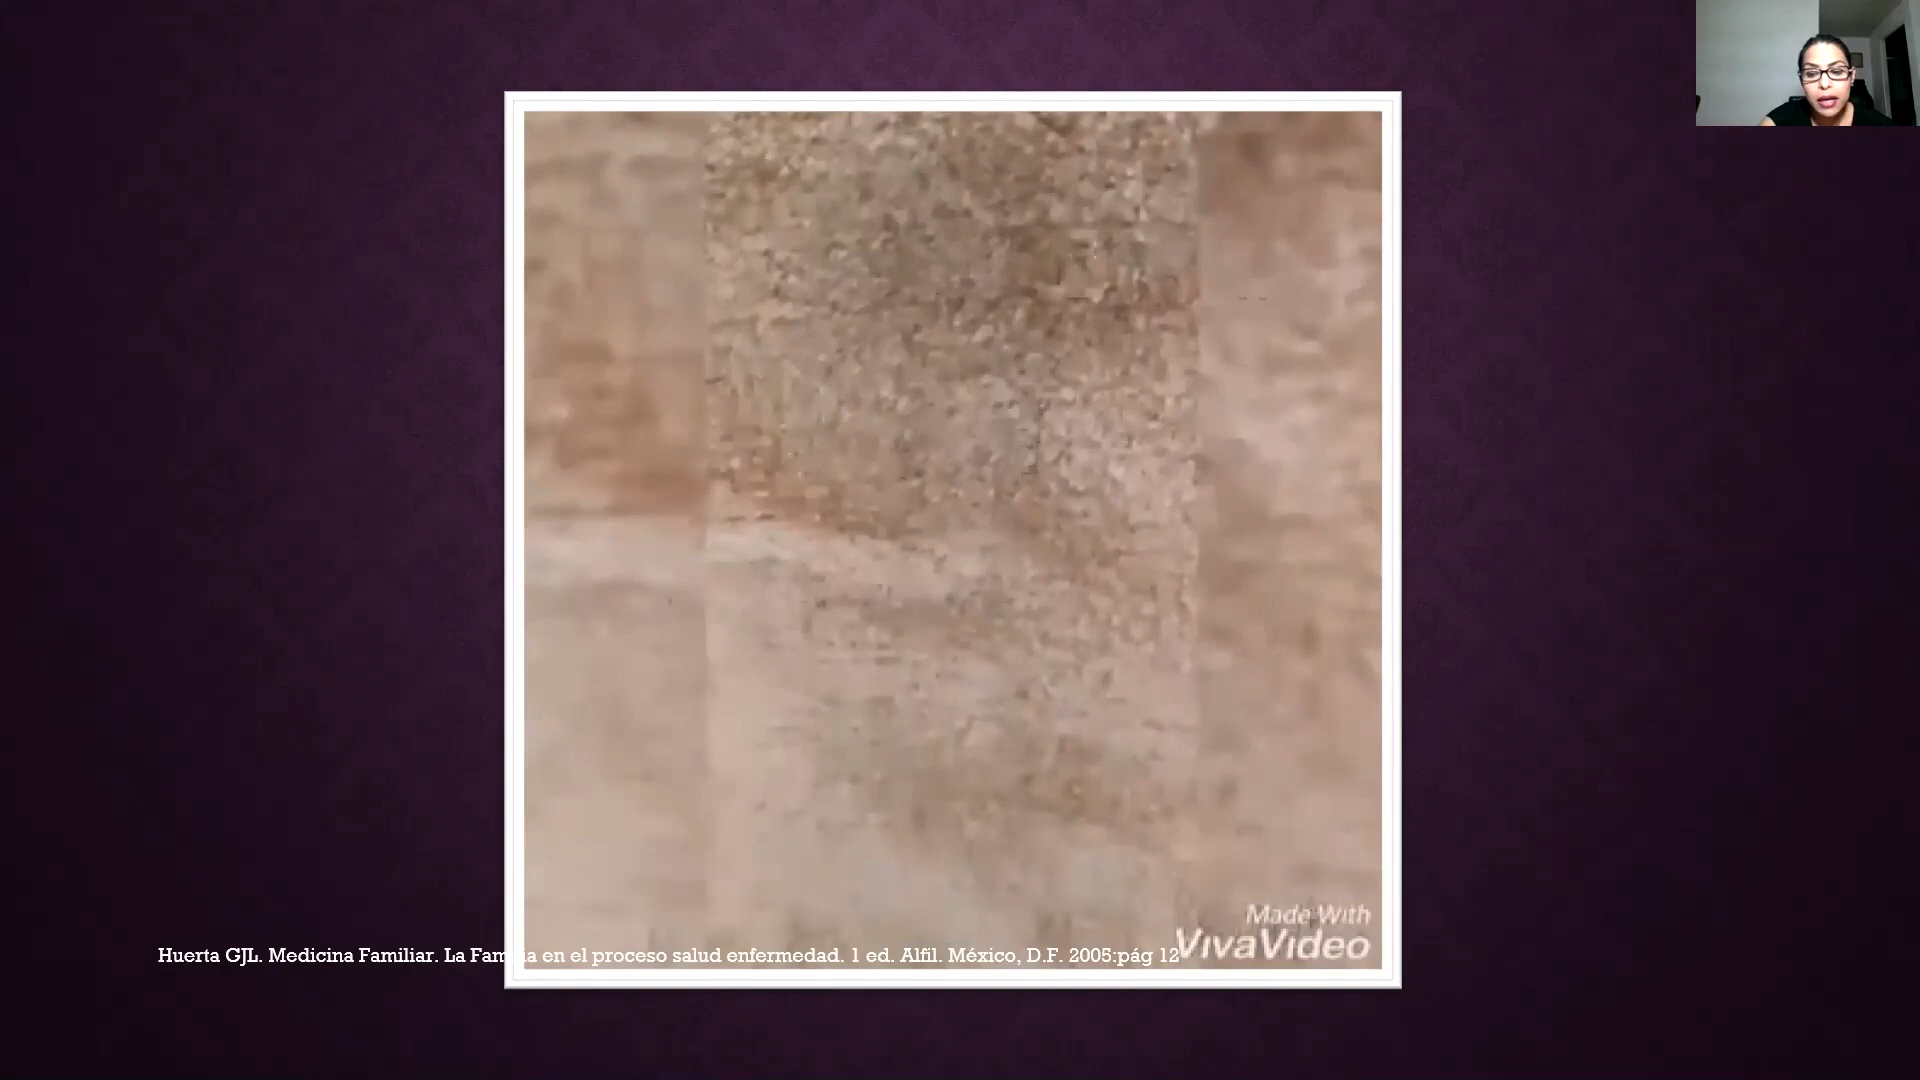 Made With
VivaVideo
Huerta GJL. Medicina Familiar. La Familia en el proceso salud enfermedad. 1 ed. Alfil. México, D.F. 2005:pág 12